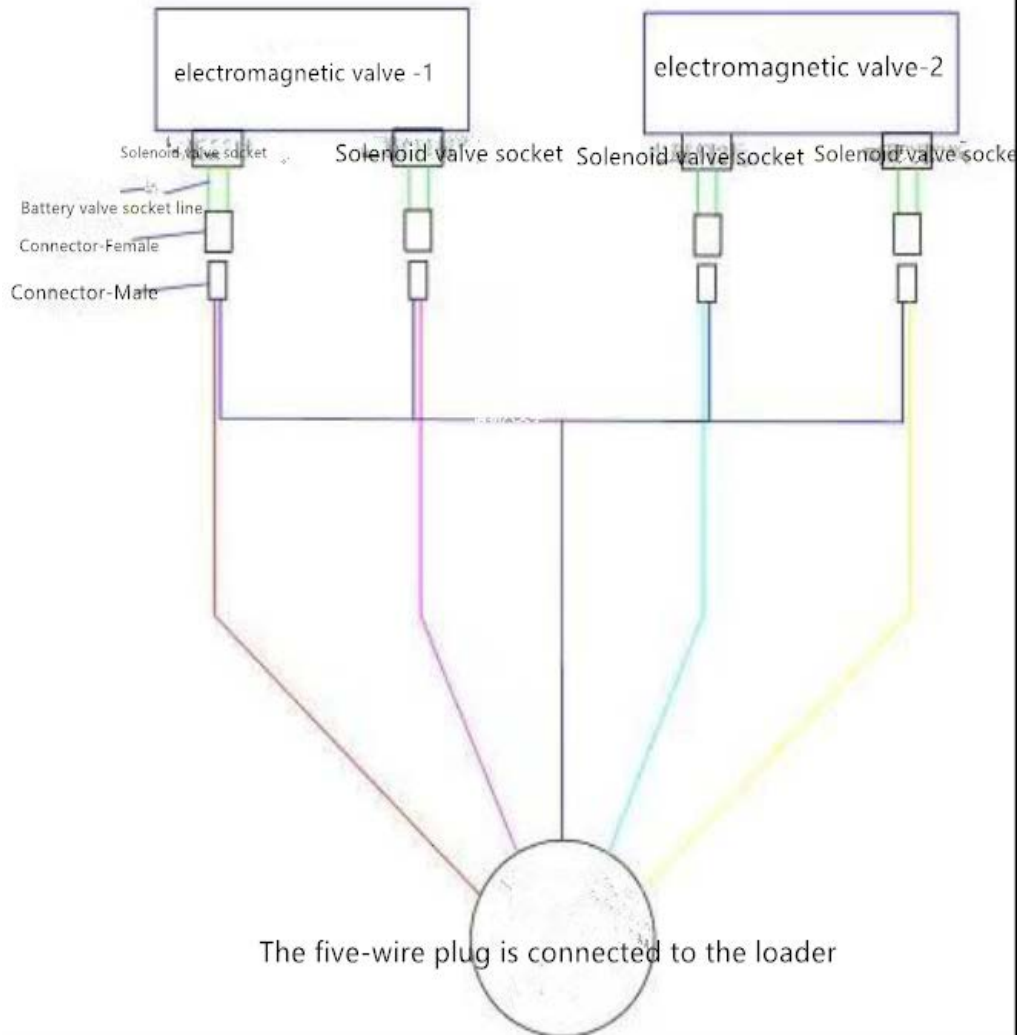 electromagnetic valve -1
electromagnetic valve-2
Solenoid valve socket
Solenoid valve socket
Solenoid valve socket
Solenoid valve socke
in
Battery valve socket line
Connector-Female
Connector-Male
The five-wire plug is connected to the loader